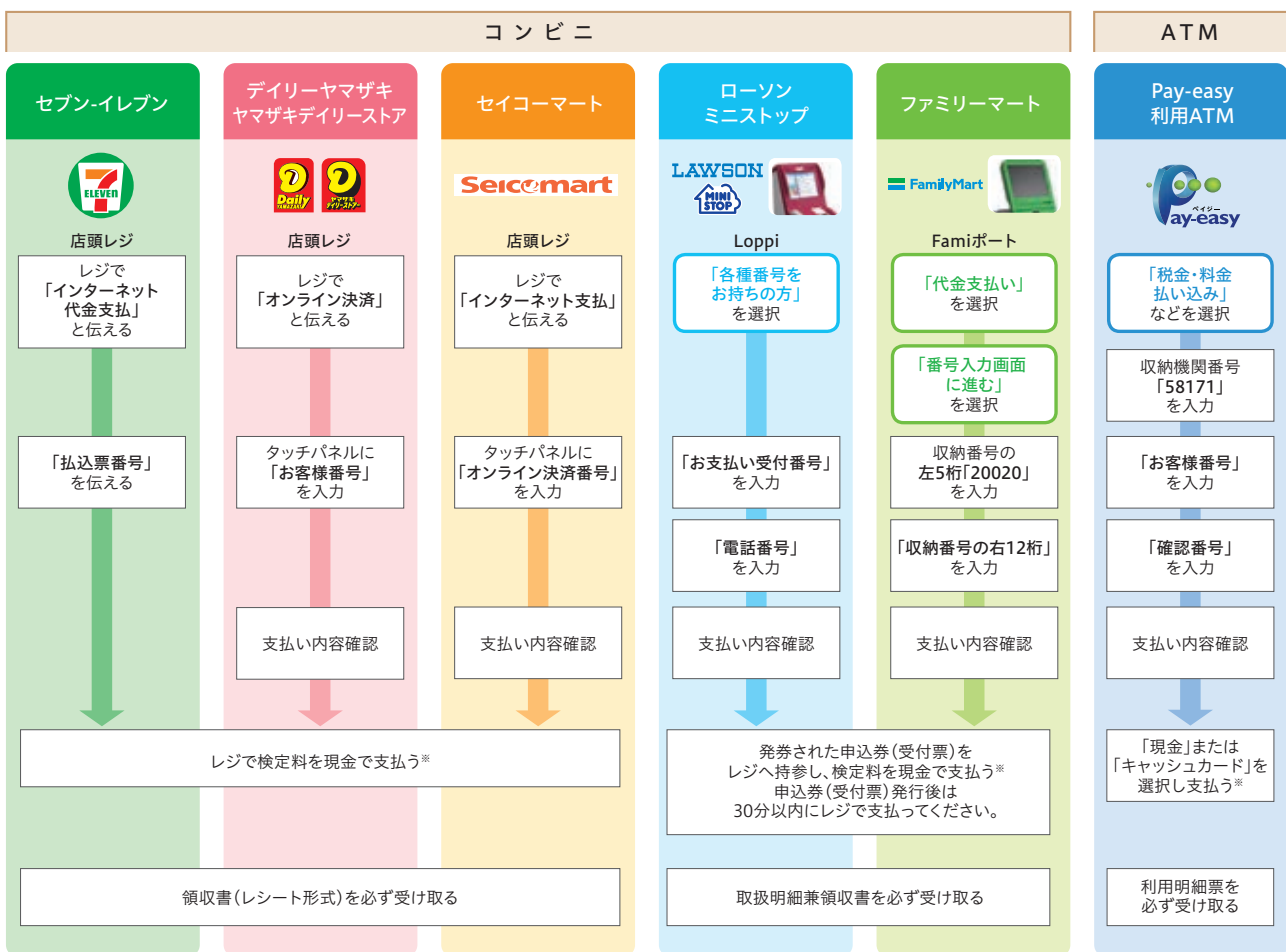 コンビニ
ATM
セブン-イレブン
デイリーヤマザキ
ヤマザキデイリーストア
セイコーマート
ローソン
ミニストップ
ファミリーマート
Pay-easy
利用ATM
7
ELEVEN
Daily
YAMAZAKI
ヤマザキ
デイリーストアー
Seicomart
LAWSON
MINI
STOP
FamilyMart
ペイジー
Pay-easy
店頭レジ
店頭レジ
店頭レジ
Loppi
Famiポート
レジで
「インターネット
代金支払」
と伝える
レジで
「オンライン決済」
と伝える
レジで
「インターネット支払」
と伝える
「各種番号を
お持ちの方」
を選択
「代金支払い」
を選択
「税金・料金
払い込み」
などを選択
「番号入力画面
に進む」
を選択
収納機関番号
「58171」
を入力
「払込票番号」
を伝える
タッチパネルに
「お客様番号」
を入力
タッチパネルに
「オンライン決済番号」
を入力
「お支払い受付番号」
を入力
収納番号の
左5桁「20020」
を入力
「お客様番号」
を入力
「電話番号」
を入力
「収納番号の右12桁」
を入力
「確認番号」
を入力
支払い内容確認
支払い内容確認
支払い内容確認
支払い内容確認
支払い内容確認
レジで検定料を現金で支払う※
発券された申込券(受付票)を
レジへ持参し、検定料を現金で支払う※
申込券(受付票)発行後は
30分以内にレジで支払ってください。
「現金」または
「キャッシュカード」を
選択し支払う※
領収書(レシート形式)を必ず受け取る
取扱明細兼領収書を必ず受け取る
利用明細票を
必ず受け取る